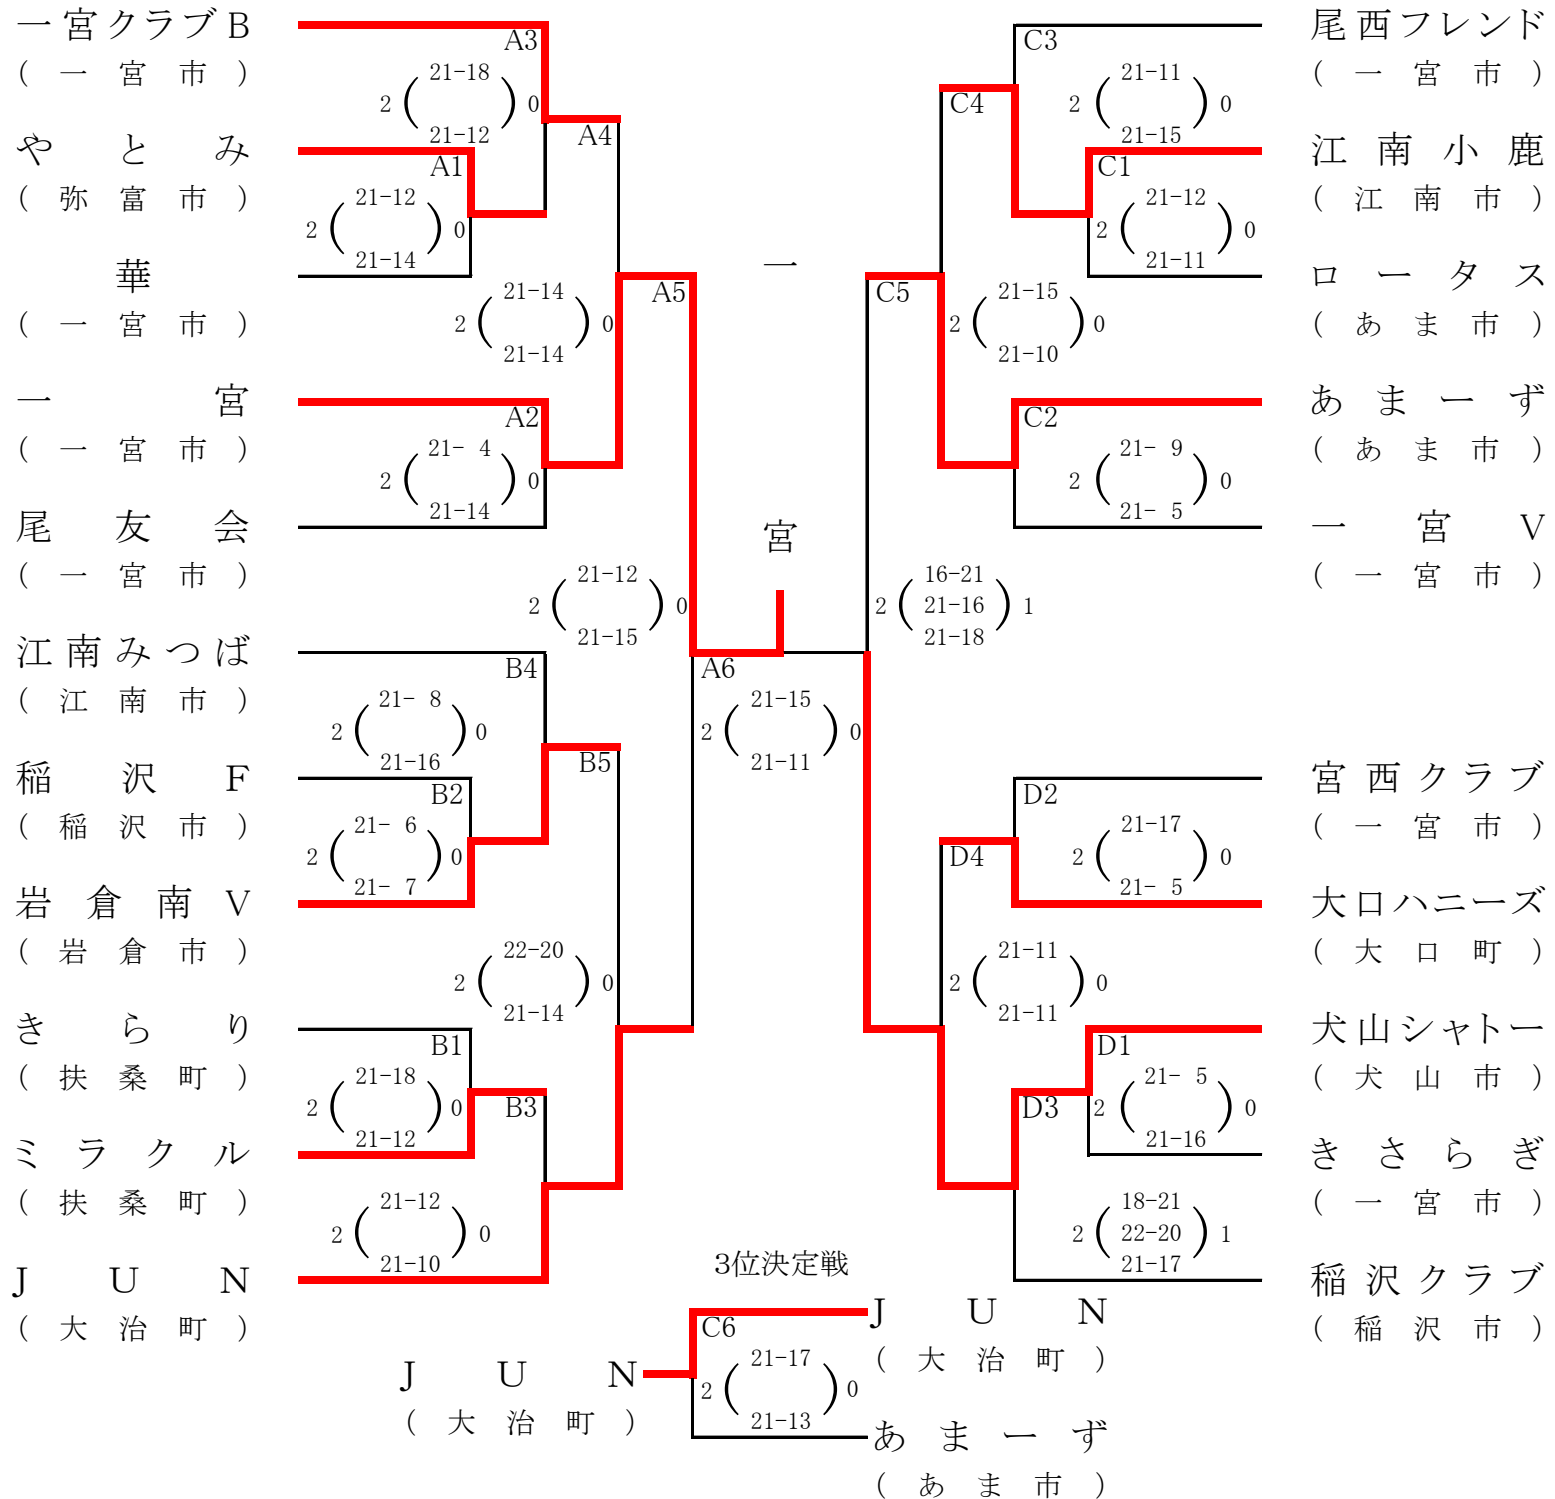 一宮クラブB
(一宮市)
やとみ
(弥富市)
華
(一宮市)
一宮
(一宮市)
尾友会
(一宮市)
江南みつば
(江南市)
稲沢F
(稲沢市)
岩倉南V
(岩倉市)
きらり
(扶桑町)
ミラクル
(扶桑町)
JUN
(大治町)
A3
2 ( 21-18 21-12 ) 0
A1
2 ( 21-12 21-14 ) 0
A4
2 ( 21-14 21-14 ) 0
A2
2 ( 21- 4 21-14 ) 0
A5
2 ( 21-12 21-15 ) 0
B4
2 ( 21- 8 21-16 ) 0
B2
2 ( 21- 6 21- 7 ) 0
B5
2 ( 22-20 21-14 ) 0
B1
2 ( 21-18 21-12 ) 0
B3
2 ( 21-12 21-10 ) 0
一宮
A6
2 ( 21-15 21-11 ) 0
C3
2 ( 21-11 21-15 ) 0
C1
2 ( 21-12 21-11 ) 0
C4
2 ( 21-15 21-10 ) 0
C2
2 ( 21- 9 21- 5 ) 0
C5
2 ( 16-21 21-16 21-18 ) 1
D2
2 ( 21-17 21- 5 ) 0
D4
2 ( 21-11 21-11 ) 0
D1
2 ( 21- 5 21-16 ) 0
D3
2 ( 18-21 22-20 21-17 ) 1
尾西フレンド
(一宮市)
江南小鹿
(江南市)
ロータス
(あま市)
あまーず
(あま市)
一宮V
(一宮市)
宮西クラブ
(一宮市)
大口ハニーズ
(大口町)
犬山シャトー
(犬山市)
きさらぎ
(一宮市)
稲沢クラブ
(稲沢市)
3位決定戦
JUN
(大治町)
C6
2 ( 21-17 21-13 ) 0
JUN
(大治町)
あまーず
(あま市)